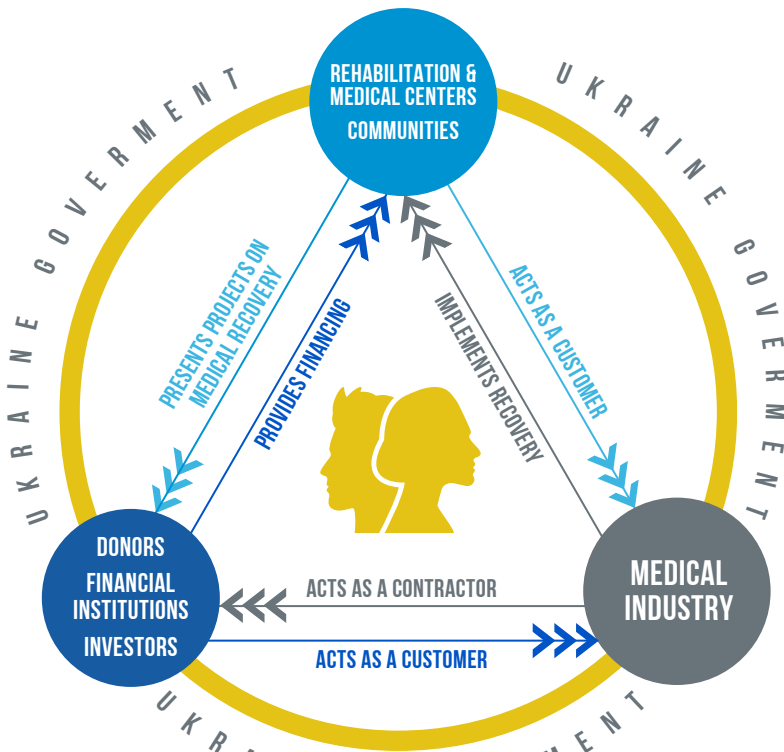 UKRAINE GOVERMENT
UKRAINE GOVERMENT
REHABILITATION &
MEDICAL CENTERS
COMMUNITIES
PRESENTS PROJECTS ON
MEDICAL RECOVERY
PROVIDES FINANCING
IMPLEMENTS RECOVERY
ACTS AS A CUSTOMER
DONORS
FINANCIAL
INSTITUTIONS
INVESTORS
ACTS AS A CONTRACTOR
ACTS AS A CUSTOMER
MEDICAL
INDUSTRY